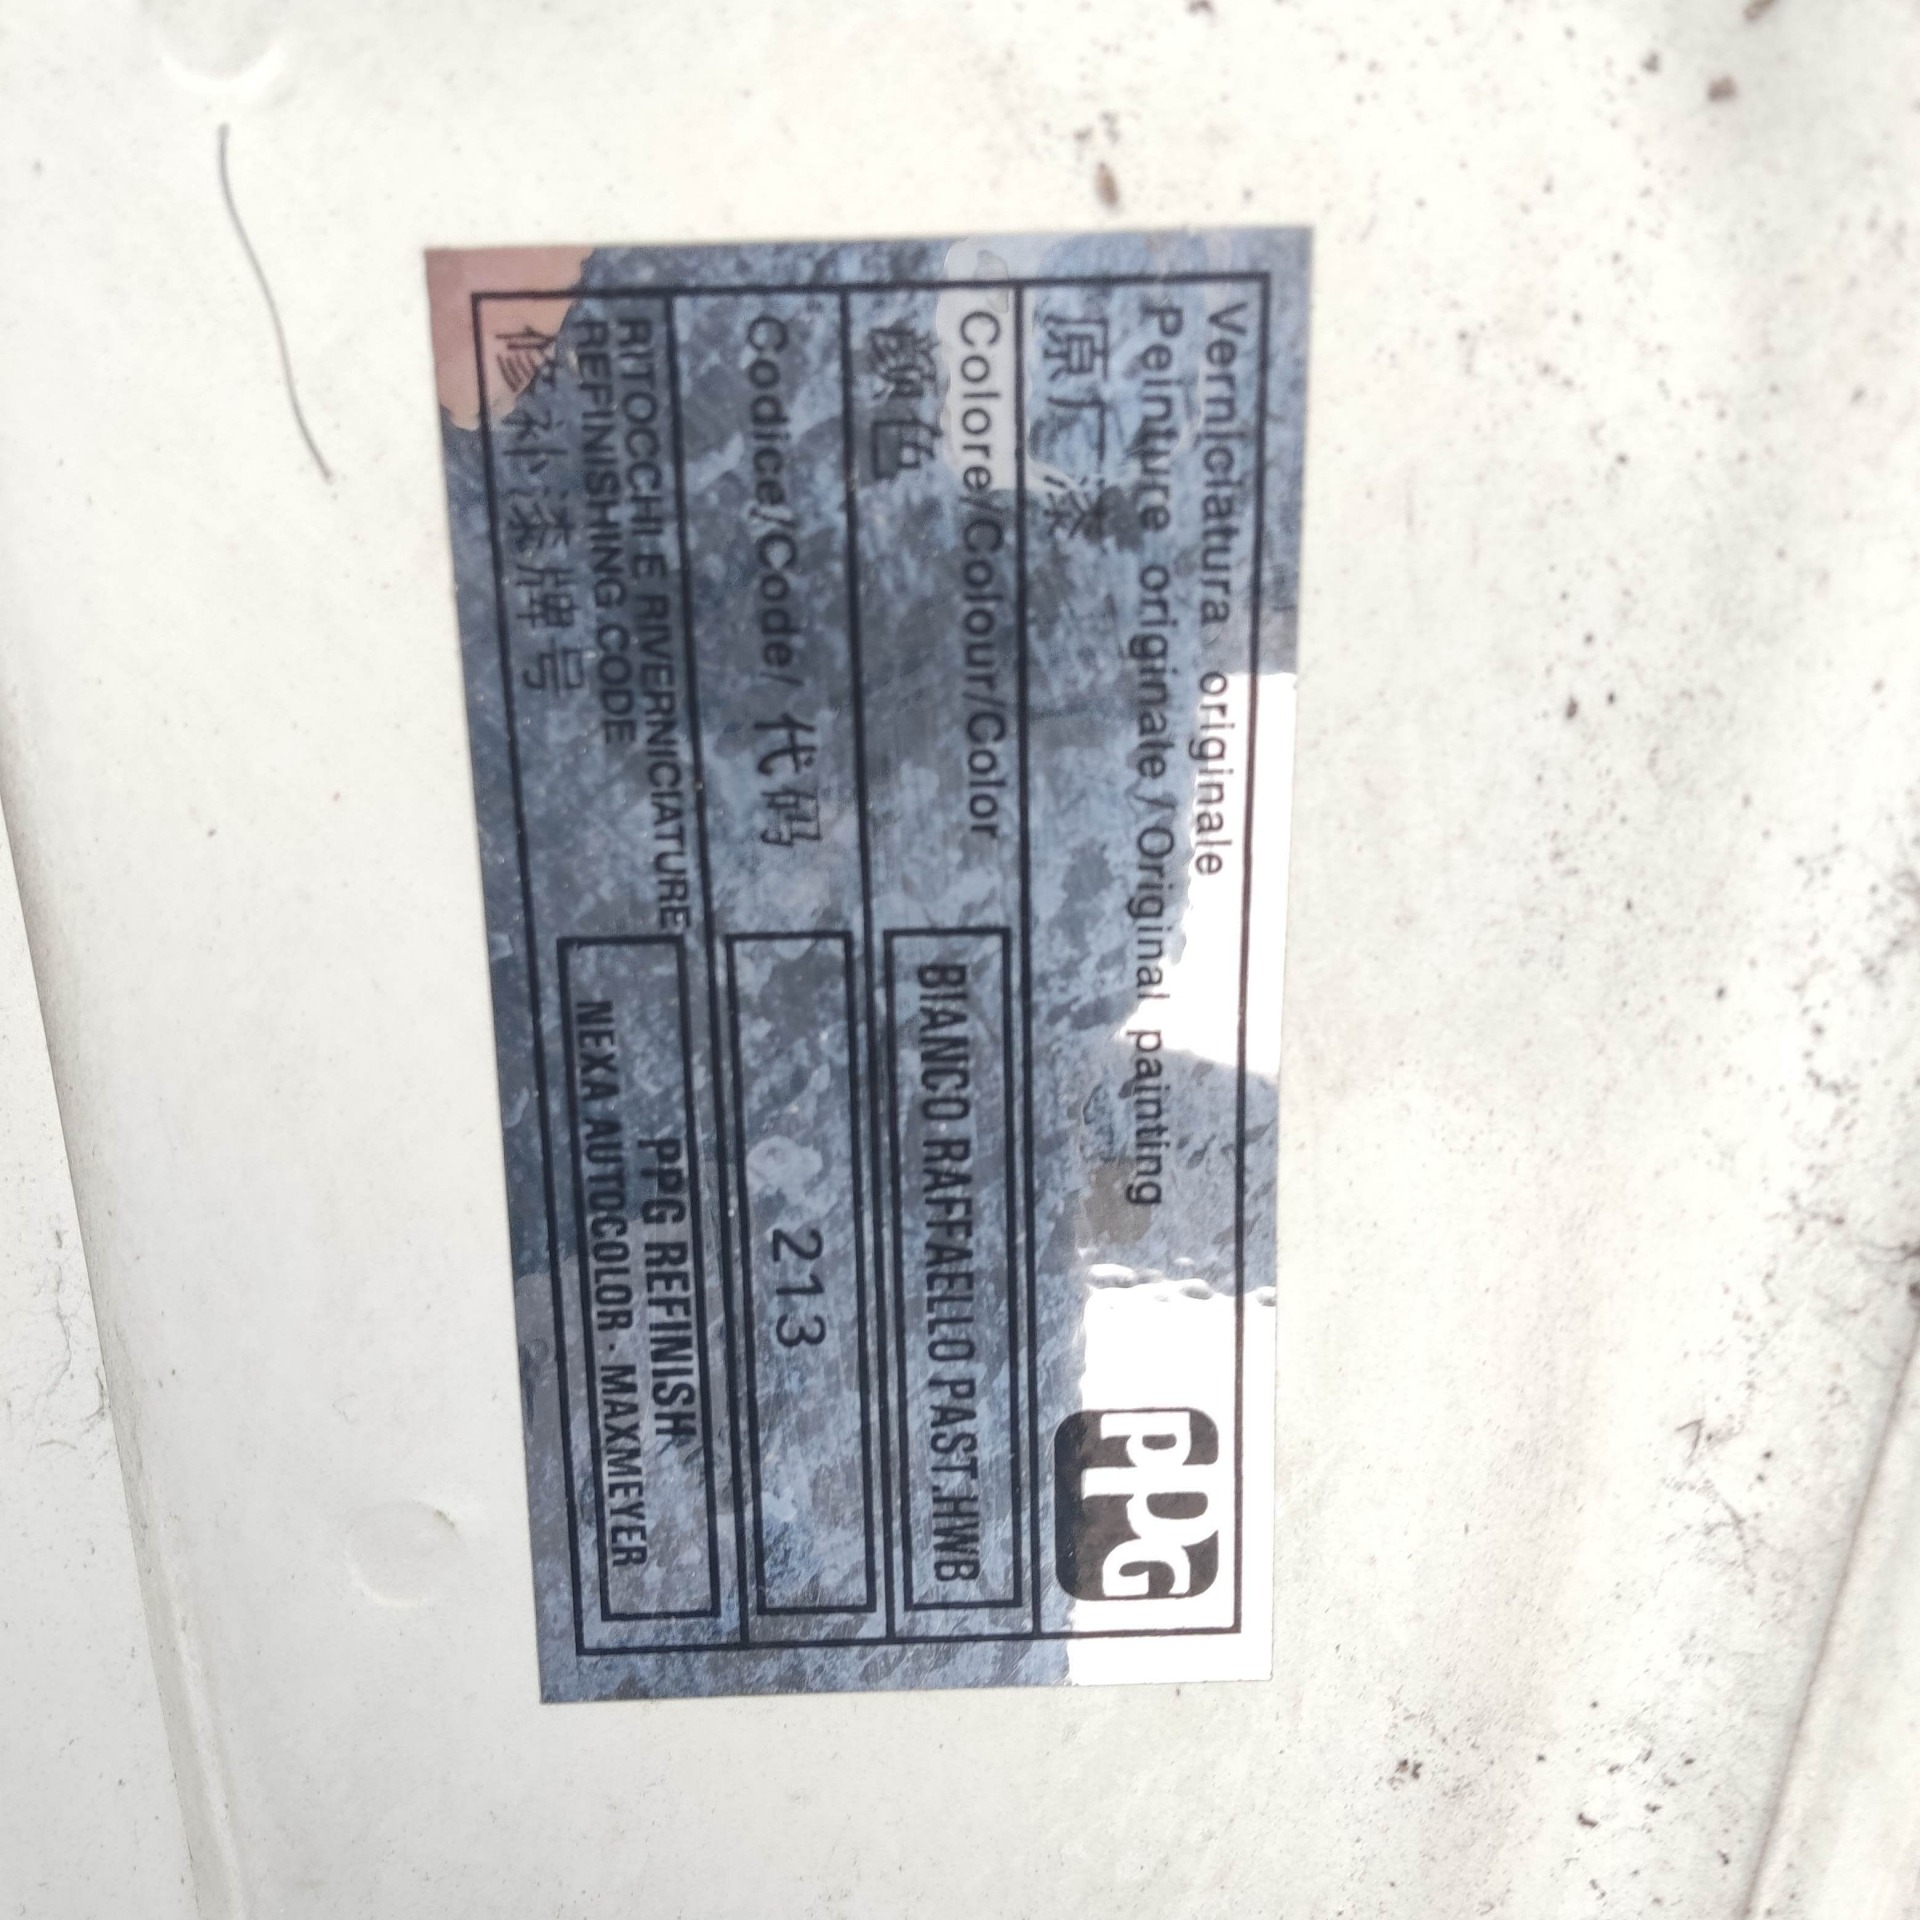 Verniciatura originale
Peinture originale/Original painting
原厂漆
PPG
Colore/Colour/Color
颜色
BIANCO RAFFAELLO PAST.HWB
Codice/Code/代码
213
RITOCCHI E RIVERNICIATURE
REFINISHING CODE
修补漆牌号
PPG REFINISH
NEXA AUTOCOLOR · MAXMEYER